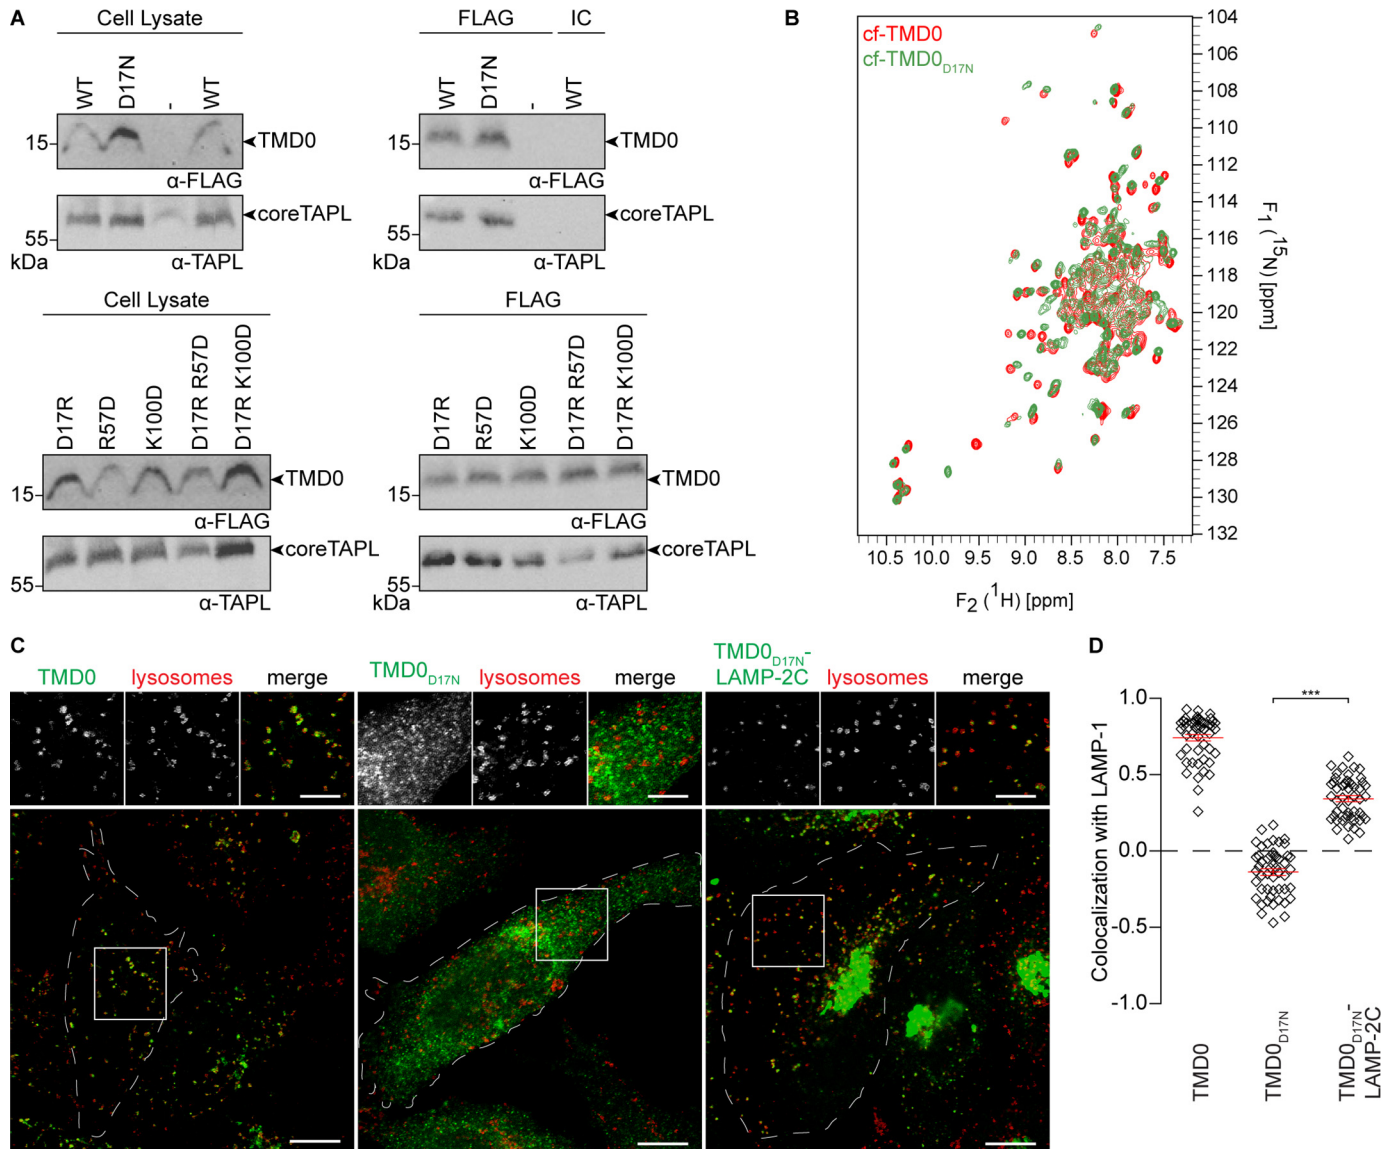 A
Cell Lysate
WT
D17N
-
WT
15
TMD0
α-FLAG
coreTAPL
55
kDa
α-TAPL
FLAG
IC
WT
D17N
-
WT
15
TMD0
α-FLAG
coreTAPL
55
kDa
α-TAPL
Cell Lysate
D17R
R57D
K100D
D17R R57D
D17R K100D
15
TMD0
α-FLAG
coreTAPL
55
α-TAPL
FLAG
D17R
R57D
K100D
D17R R57D
D17R K100D
15
TMD0
α-FLAG
coreTAPL
55
kDa
α-TAPL
B
cf-TMD0
cf-TMD0D17N
104
106
108
110
112
114
116
118
120
122
124
126
128
130
132
F1 (15N) [ppm]
10.5 10.0 9.5 9.0 8.5 8.0 7.5
F2 (1H) [ppm]
C
TMD0
lysosomes
merge
TMD0D17N
lysosomes
merge
TMD0D17N-
LAMP-2C
lysosomes
merge
D
***
Colocalization with LAMP-1
1.0
0.5
0.0
-0.5
-1.0
TMD0
TMD0D17N
TMD0D17N-
LAMP-2C